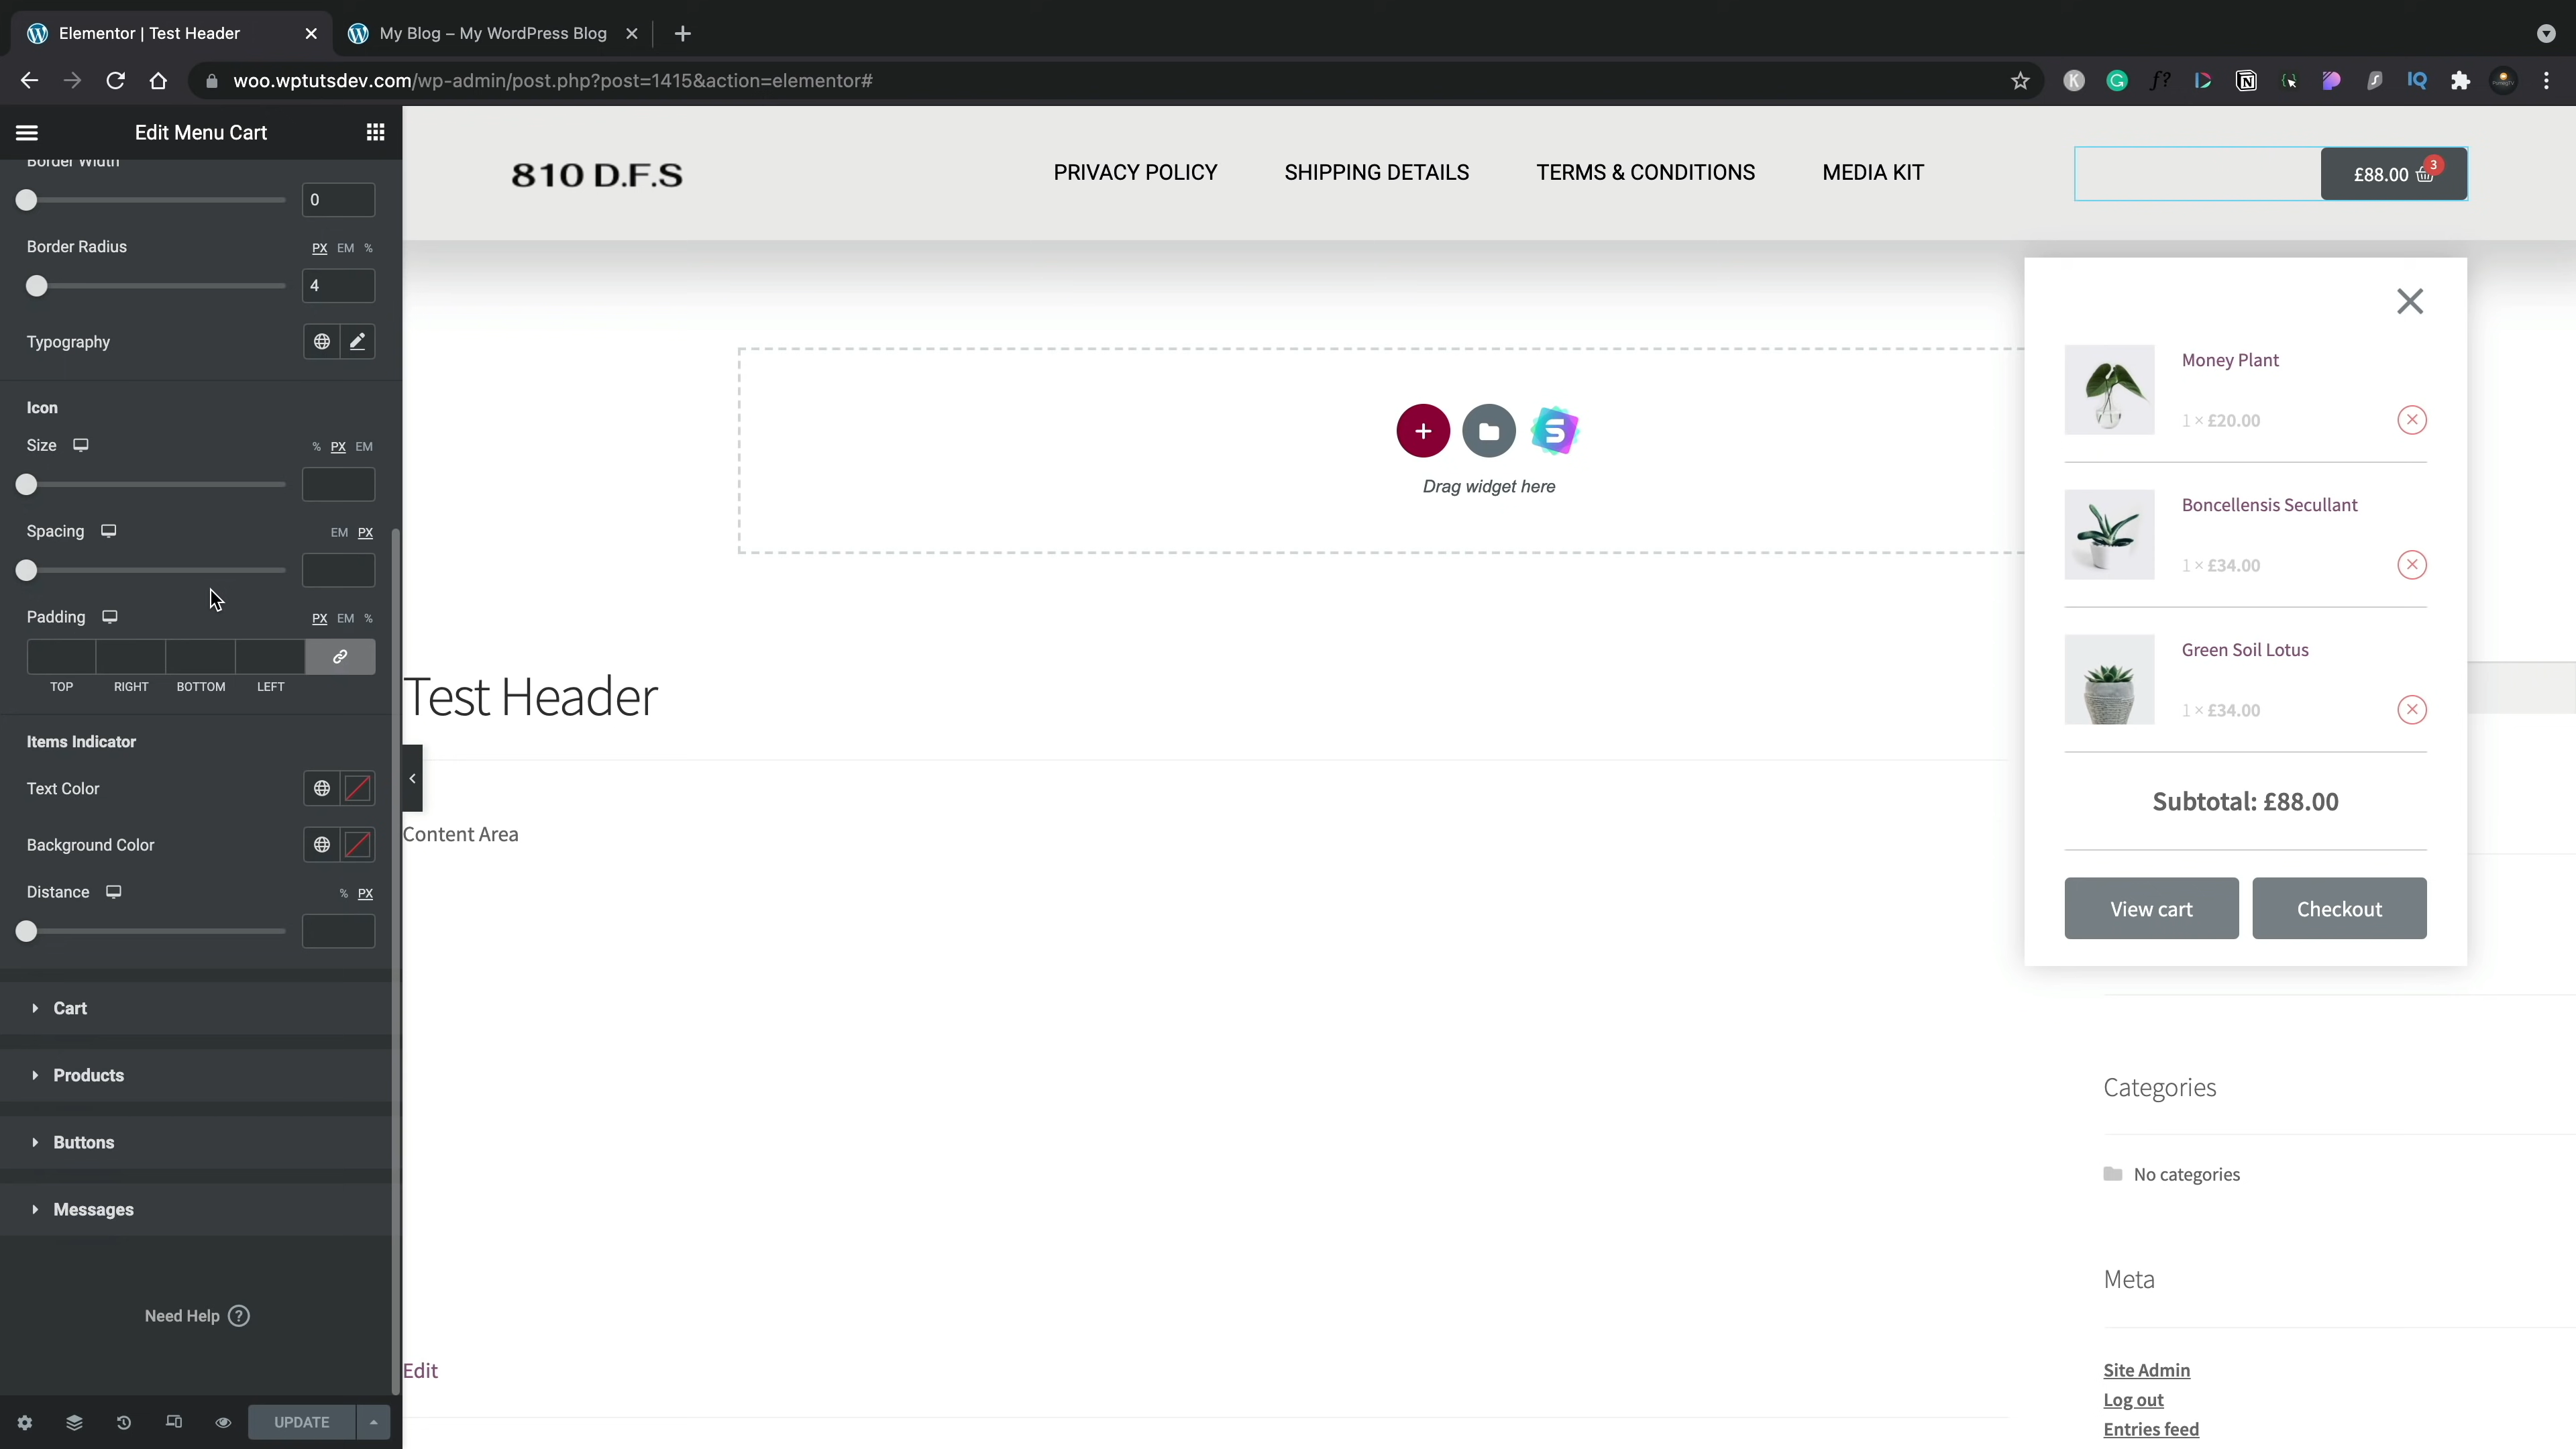 Elementor | Test Header
My Blog – My WordPress Blog
woo.wptutsdev.com/wp-admin/post.php?post=1415&action=elementor#
Edit Menu Cart
Border Width
0
Border Radius PX EM %
4
Typography
Icon
Size % PX EM
Spacing EM PX
Padding PX EM %
TOP RIGHT BOTTOM LEFT
Items Indicator
Text Color
Background Color
Distance % PX
Cart
Products
Buttons
Messages
Need Help ?
UPDATE
810 D.F.S
PRIVACY POLICY SHIPPING DETAILS TERMS & CONDITIONS MEDIA KIT
£88.00 3
Drag widget here
Money Plant
1 × £20.00
Boncellensis Secullant
1 × £34.00
Green Soil Lotus
1 × £34.00
Subtotal: £88.00
View cart Checkout
Test Header
Content Area
Categories
No categories
Meta
Site Admin
Log out
Entries feed
Edit